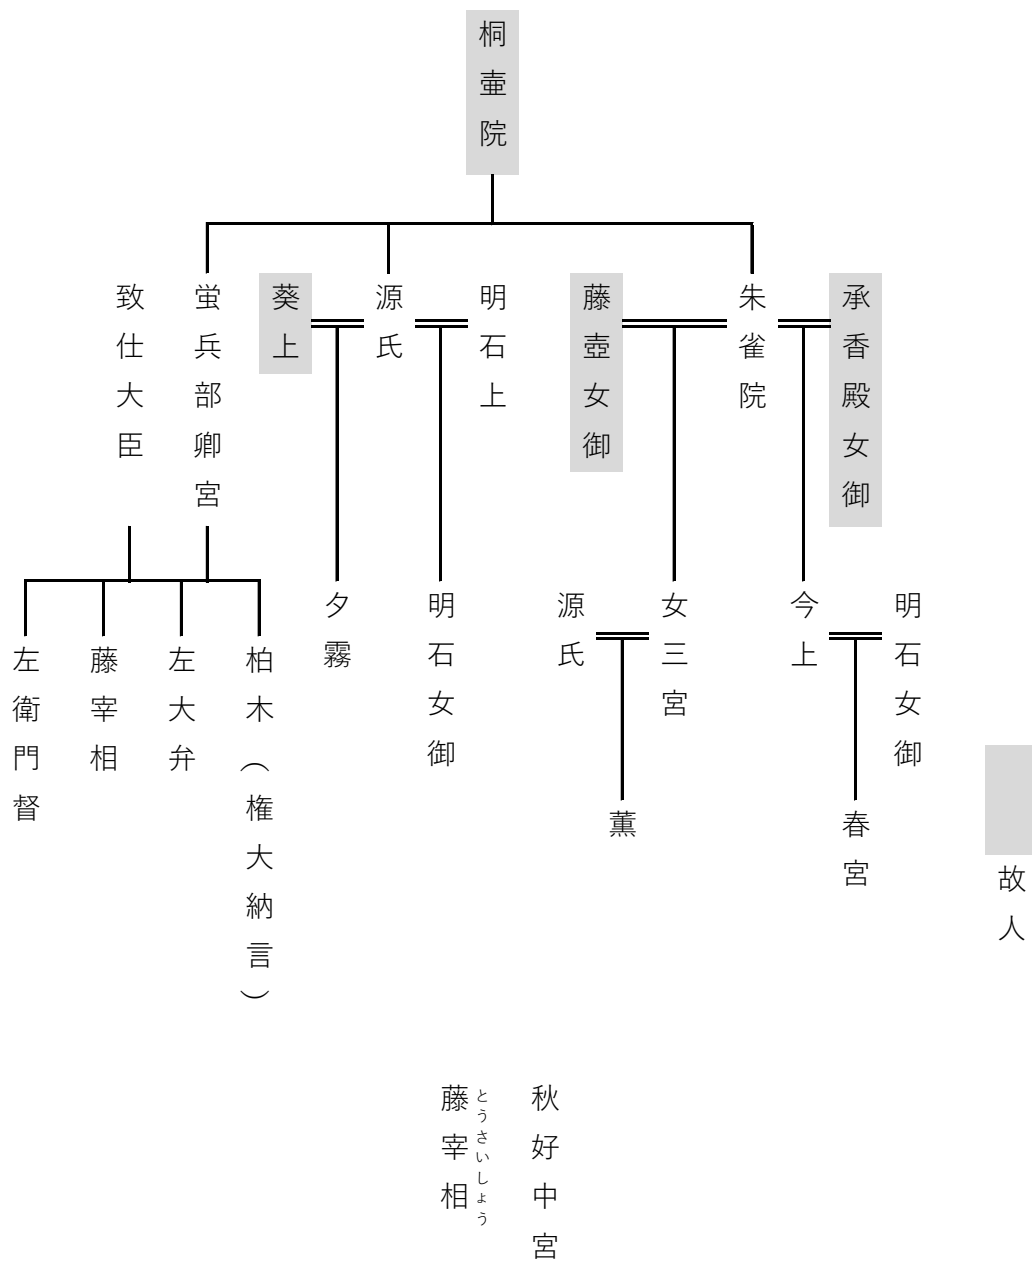 桐壷院
承香殿女御
朱雀院
藤壺女御
明石上
源氏
葵上
蛍兵部卿宮
致仕大臣
明石女御
今上
女三宮
源氏
明石女御
夕霧
柏木（権大納言）
左大弁
藤宰相
左衛門督
春宮
薫
故人
秋好中宮
とうさいしょう
藤宰相